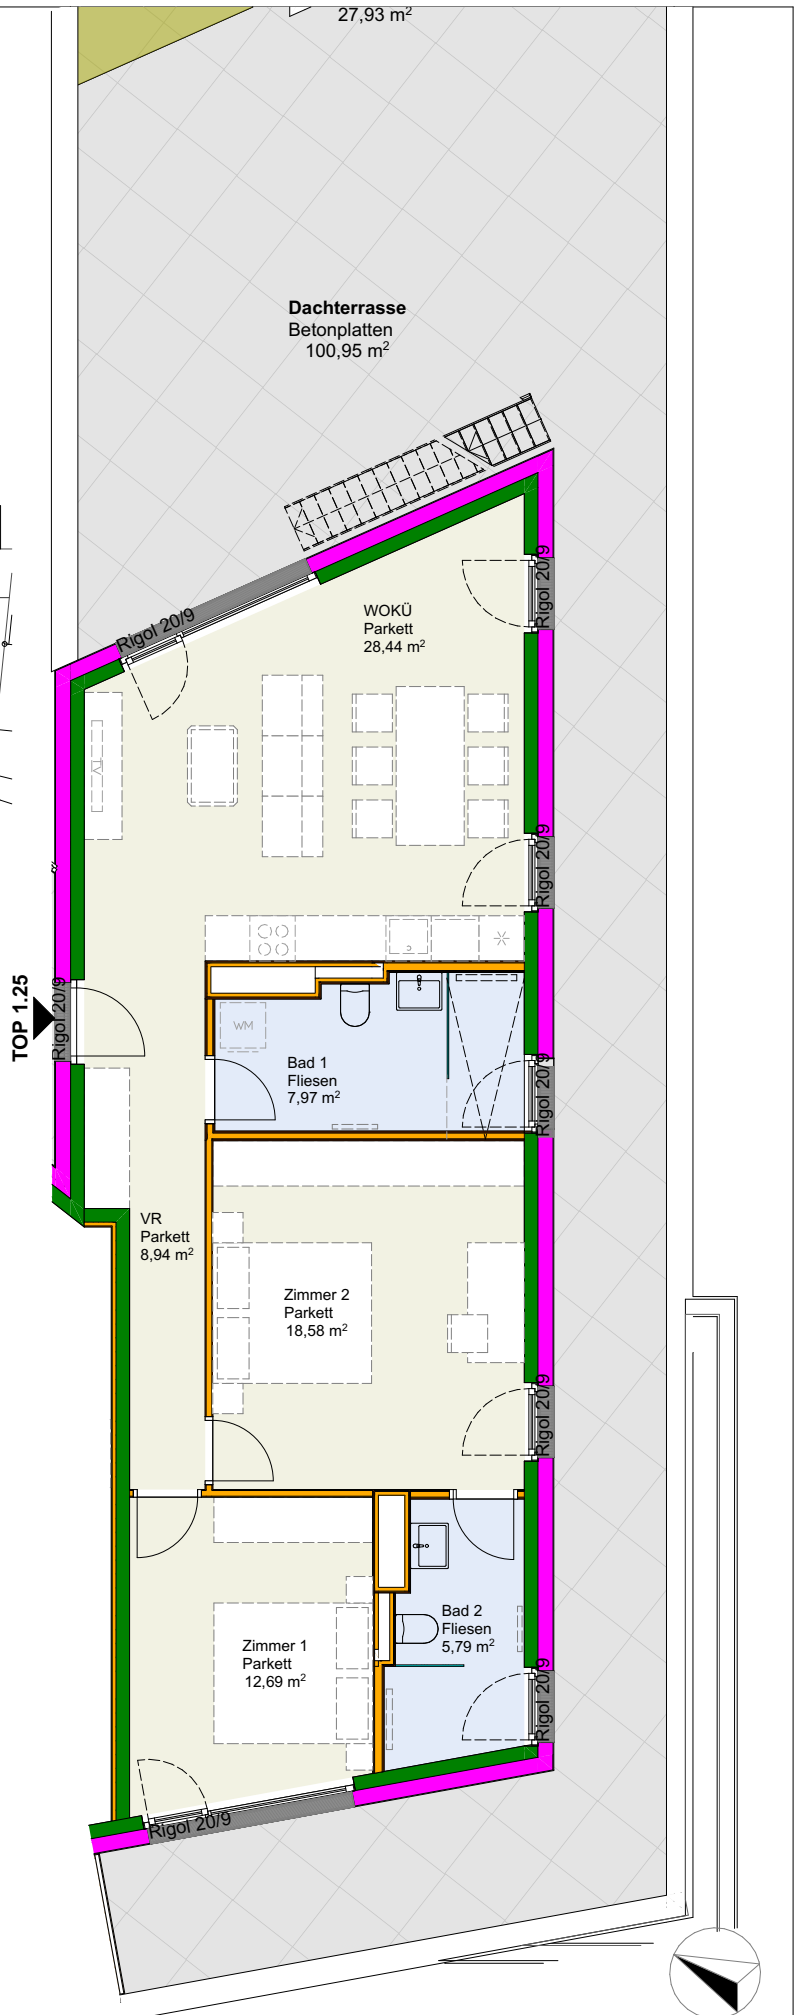 27,93 m²
Dachterrasse
Betonplatten
100,95 m²
Rigol 20/9
WOKÜ
Parkett
28,44 m²
Rigol 20/9
TV
Rigol 20/9
TOP 1.25
Rigol 20/9
WM
Bad 1
Fliesen
7,97 m²
Rigol 20/9
VR
Parkett
8,94 m²
Zimmer 2
Parkett
18,58 m²
Rigol 20/9
Zimmer 1
Parkett
12,69 m²
Bad 2
Fliesen
5,79 m²
Rigol 20/9
Rigol 20/9